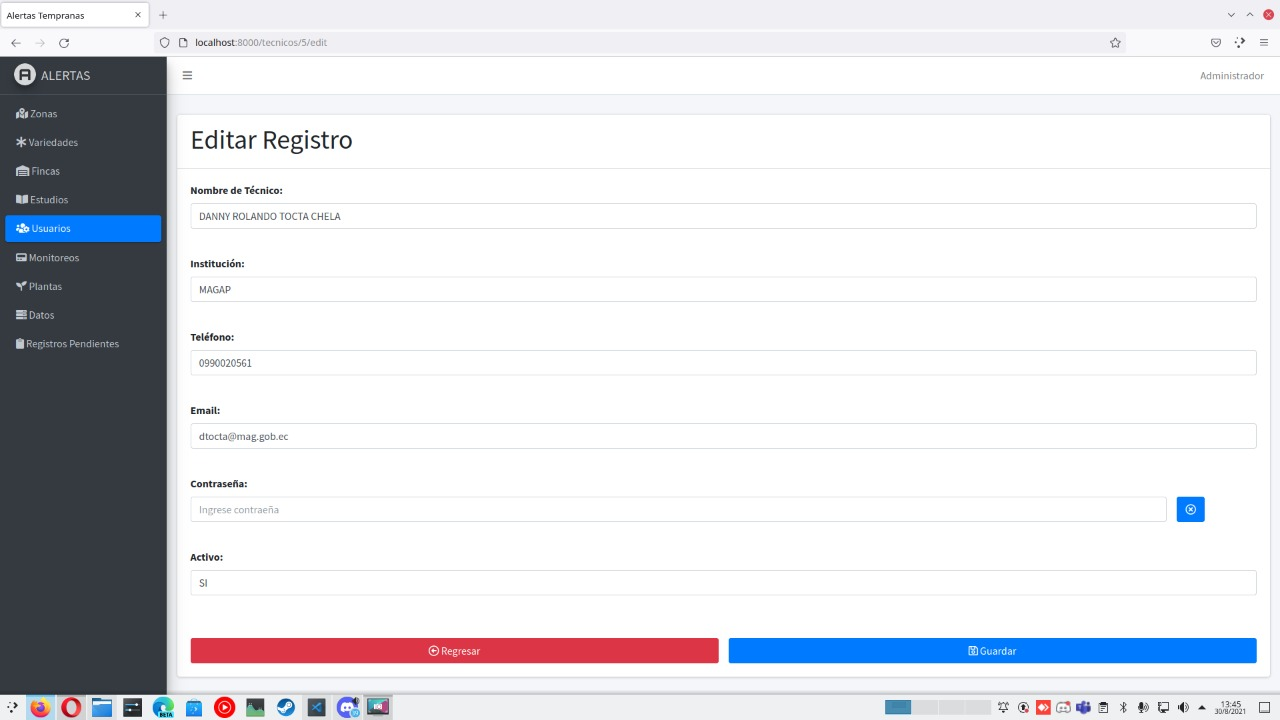 Alertas Tempranas
localhost:8000/tecnicos/5/edit
A ALERTAS
Administrador
Zonas
Variedades
Fincas
Estudios
Usuarios
Monitoreos
Plantas
Datos
Registros Pendientes
Editar Registro
Nombre de Técnico:
DANNY ROLANDO TOCTA CHELA
Institución:
MAGAP
Teléfono:
0990020561
Email:
dtocta@mag.gob.ec
Contraseña:
Ingrese contraeña
Activo:
SI
Regresar
Guardar
BETA
13:45
30/8/2021